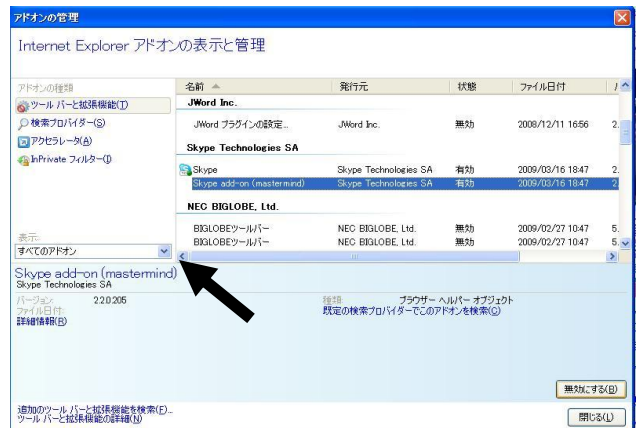 アドオンの管理
Internet Explorer アドオンの表示と管理
アドオンの種類
ツール バーと拡張機能(T)
検索プロバイダー(S)
アクセラレータ(A)
InPrivate フィルター(I)
表示:
すべてのアドオン
名前 発行元 状態 ファイル日付
JWord Inc.
JWord プラグインの設定... JWord Inc. 無効 2008/12/11 16:56 2.
Skype Technologies SA
Skype Skype Technologies SA 有効 2009/03/16 18:47 2.
Skype add-on (mastermind) Skype Technologies SA 有効 2009/03/16 18:47 2.
NEC BIGLOBE, Ltd.
BIGLOBEツールバー NEC BIGLOBE, Ltd. 無効 2009/02/27 10:47 5.
BIGLOBEツールバー NEC BIGLOBE, Ltd. 無効 2009/02/27 10:47 5.
Skype add-on (mastermind)
Skype Technologies SA
バージョン: 2.2.0.205
ファイル日付:
詳細情報(R)
種類: ブラウザー ヘルパー オブジェクト
既定の検索プロバイダーでこのアドオンを検索(C)
無効にする(B)
追加のツール バーと拡張機能を検索(F)...
ツール バーと拡張機能の詳細(N)
閉じる(L)